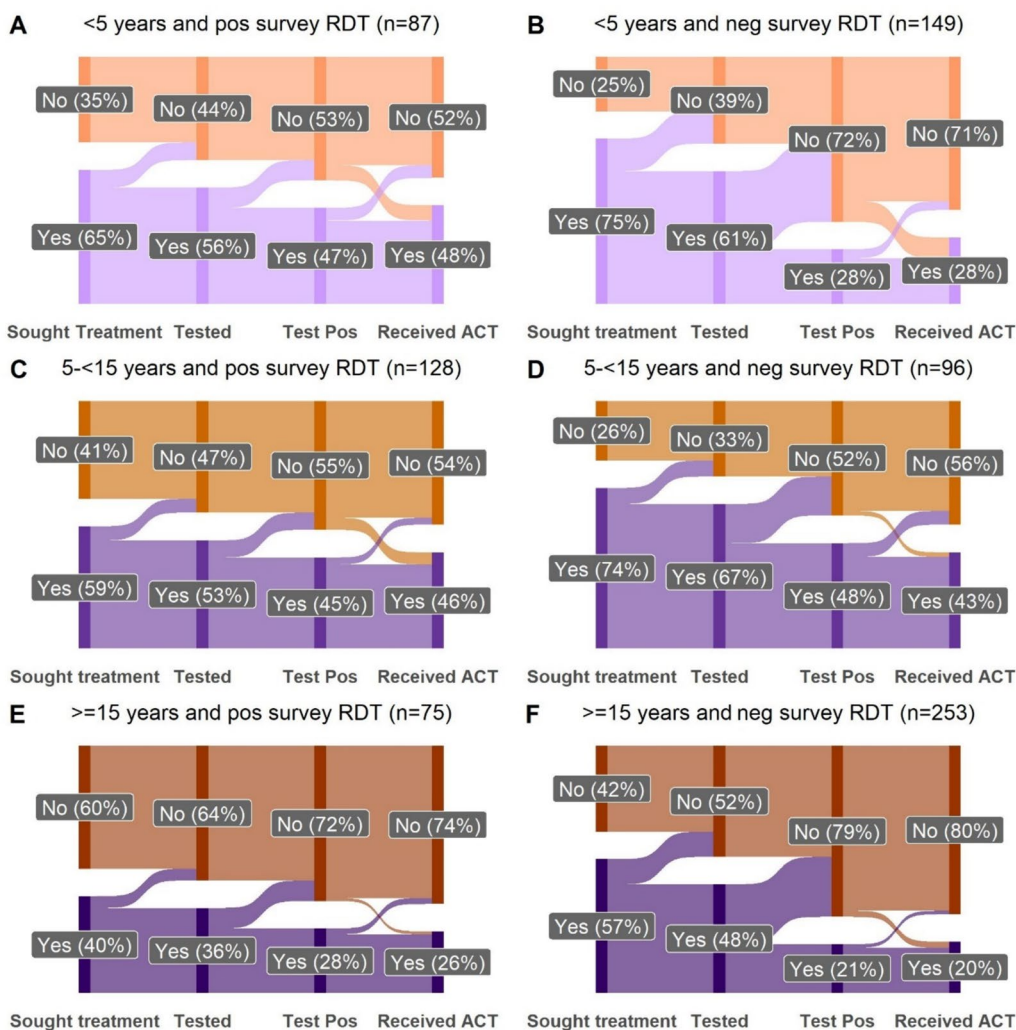 A <5 years and pos survey RDT (n=87)
No (35%) No (44%) No (53%) No (52%)
Yes (65%) Yes (56%) Yes (47%) Yes (48%)
Sought Treatment Tested Test Pos Received ACT
B <5 years and neg survey RDT (n=149)
No (25%) No (39%) No (72%) No (71%)
Yes (75%) Yes (61%) Yes (28%) Yes (28%)
Sought Treatment Tested Test Pos Received ACT
C 5-<15 years and pos survey RDT (n=128)
No (41%) No (47%) No (55%) No (54%)
Yes (59%) Yes (53%) Yes (45%) Yes (46%)
Sought treatment Tested Test Pos Received ACT
D 5-<15 years and neg survey RDT (n=96)
No (26%) No (33%) No (52%) No (56%)
Yes (74%) Yes (67%) Yes (48%) Yes (43%)
Sought treatment Tested Test Pos Received ACT
E >=15 years and pos survey RDT (n=75)
No (60%) No (64%) No (72%) No (74%)
Yes (40%) Yes (36%) Yes (28%) Yes (26%)
Sought treatment Tested Test Pos Received ACT
F >=15 years and neg survey RDT (n=253)
No (42%) No (52%) No (79%) No (80%)
Yes (57%) Yes (48%) Yes (21%) Yes (20%)
Sought treatment Tested Test Pos Received ACT